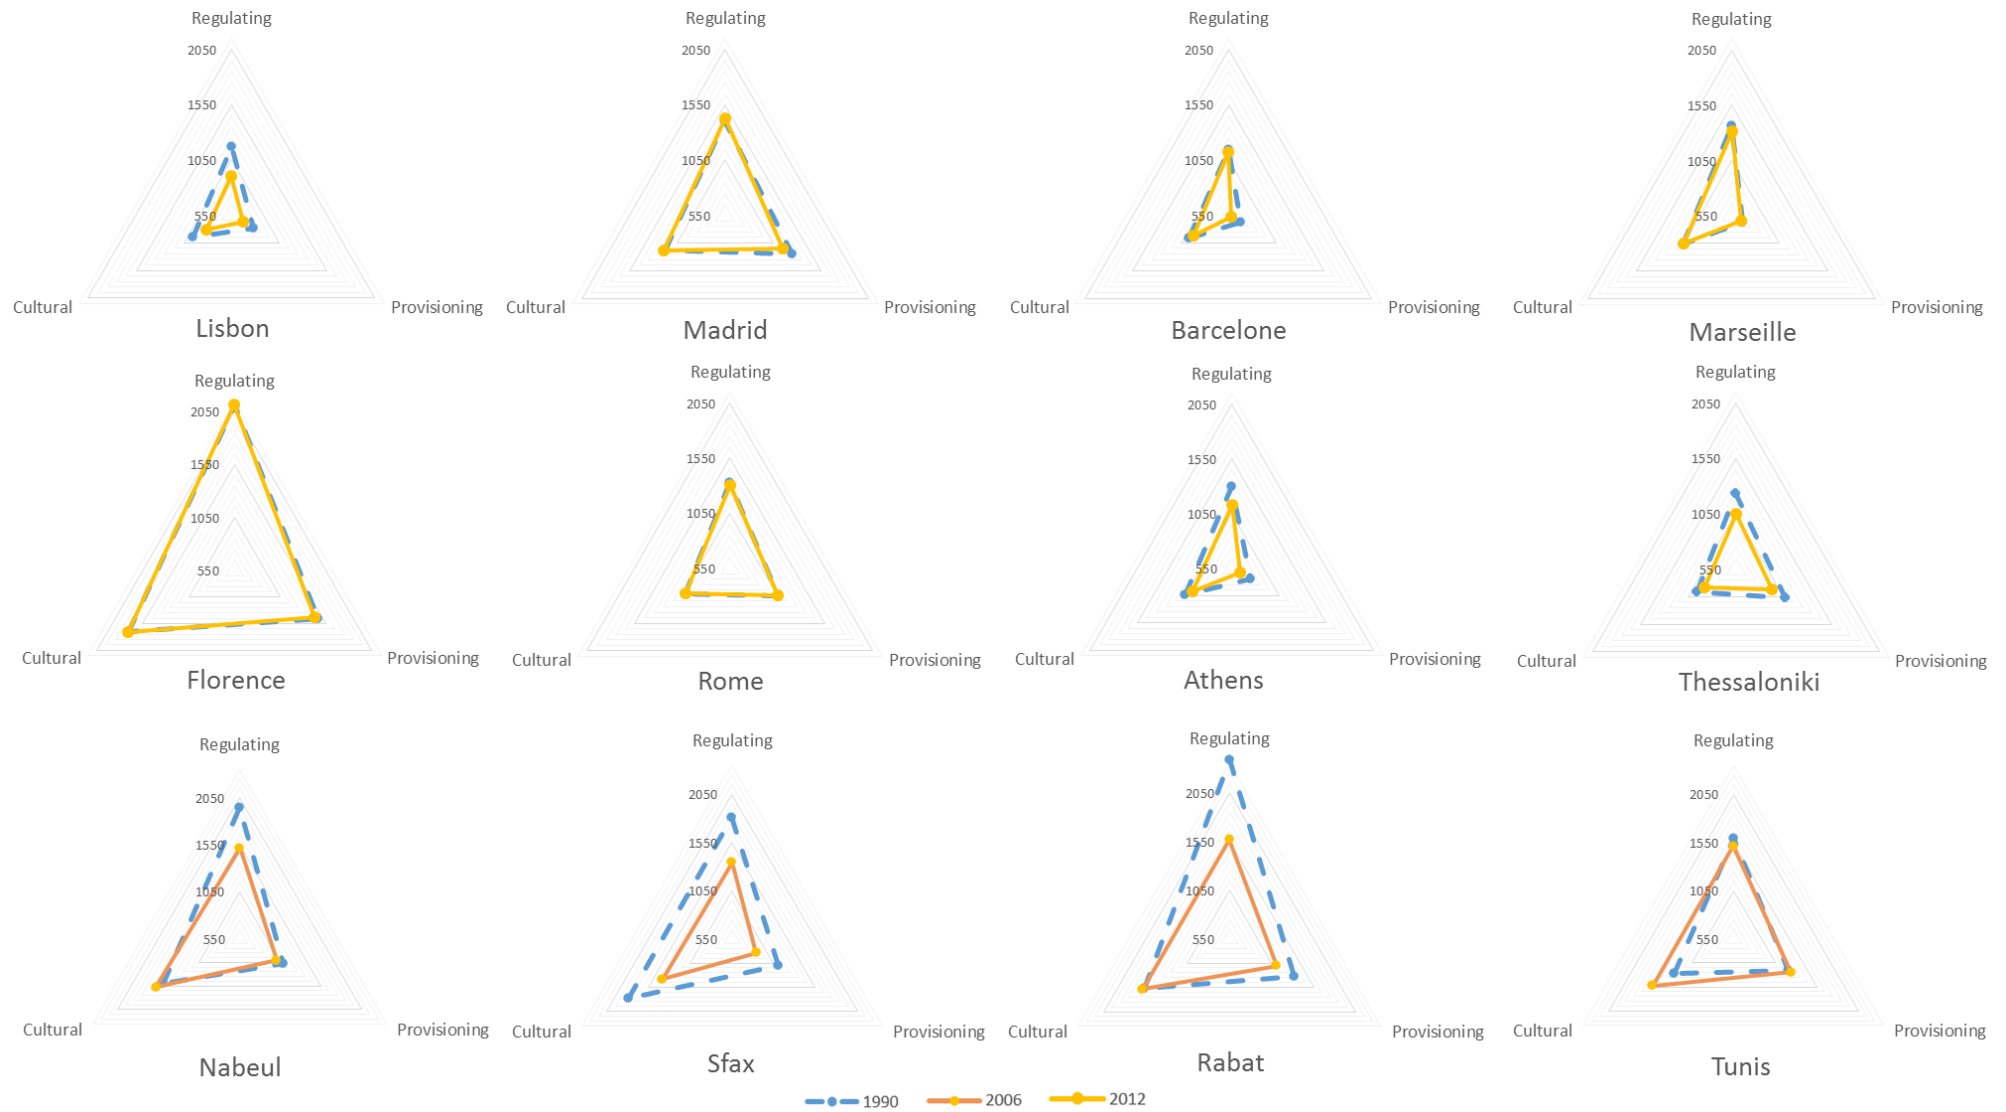 Regulating Regulating Regulating Regulating
2050 2050 2050 2050
1550 1550 1550 1550
1050 1050 1050 1050
550 550 550 550
Cultural Provisioning Cultural Provisioning Cultural Provisioning Cultural Provisioning
Lisbon Madrid Barcelone Marseille
Regulating Regulating Regulating Regulating
2050 2050 2050 2050
1550 1550 1550 1550
1050 1050 1050 1050
550 550 550 550
Cultural Provisioning Cultural Provisioning Cultural Provisioning Cultural Provisioning
Florence Rome Athens Thessaloniki
Regulating Regulating Regulating Regulating
2050 2050 2050 2050
1550 1550 1550 1550
1050 1050 1050 1050
550 550 550 550
Cultural Provisioning Cultural Provisioning Cultural Provisioning Cultural Provisioning
Nabeul Sfax Rabat Tunis
1990 2006 2012